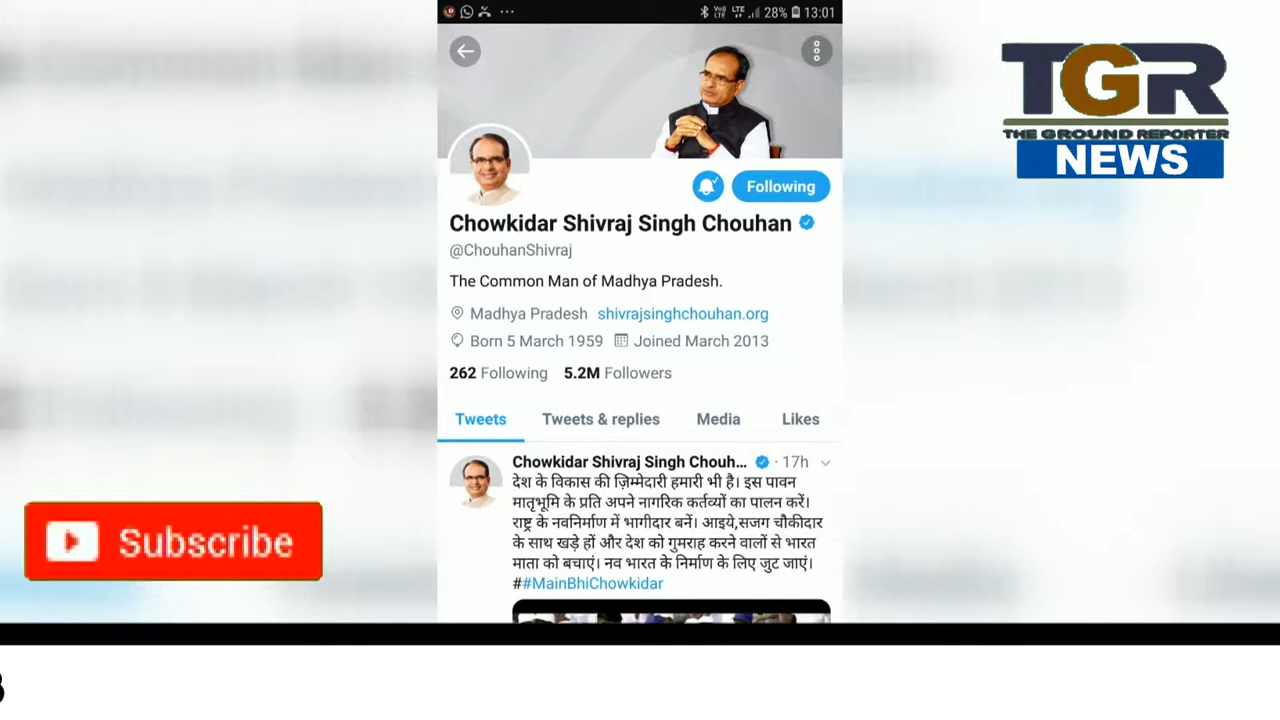 28% 13:01
TGR
THE GROUND REPORTER
NEWS
Following
Chowkidar Shivraj Singh Chouhan
@ChouhanShivraj
The Common Man of Madhya Pradesh.
Madhya Pradesh shivrajsinghchouhan.org
Born 5 March 1959 Joined March 2013
262 Following 5.2M Followers
Tweets Tweets & replies Media Likes
Chowkidar Shivraj Singh Chouh... · 17h
देश के विकास की ज़िम्मेदारी हमारी भी है। इस पावन
मातृभूमि के प्रति अपने नागरिक कर्तव्यों का पालन करें।
राष्ट्र के नवनिर्माण में भागीदार बनें। आइये,सजग चौकीदार
के साथ खड़े हों और देश को गुमराह करने वालों से भारत
माता को बचाएं। नव भारत के निर्माण के लिए जुट जाएं।
##MainBhiChowkidar
Subscribe